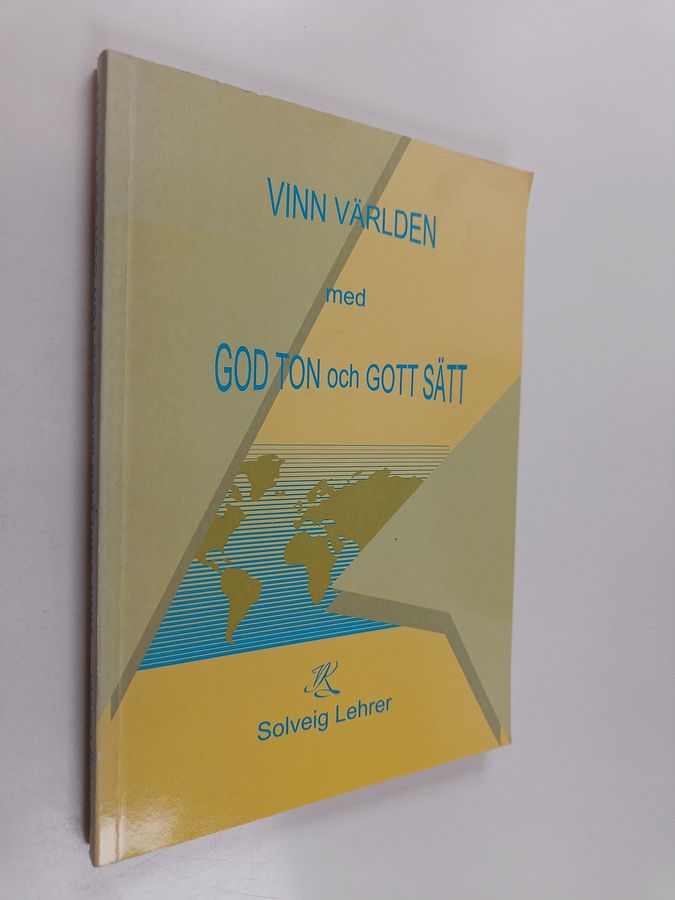 VINN VÄRLDEN
med
GOD TON och GOTT SÄTT
Solveig Lehrer